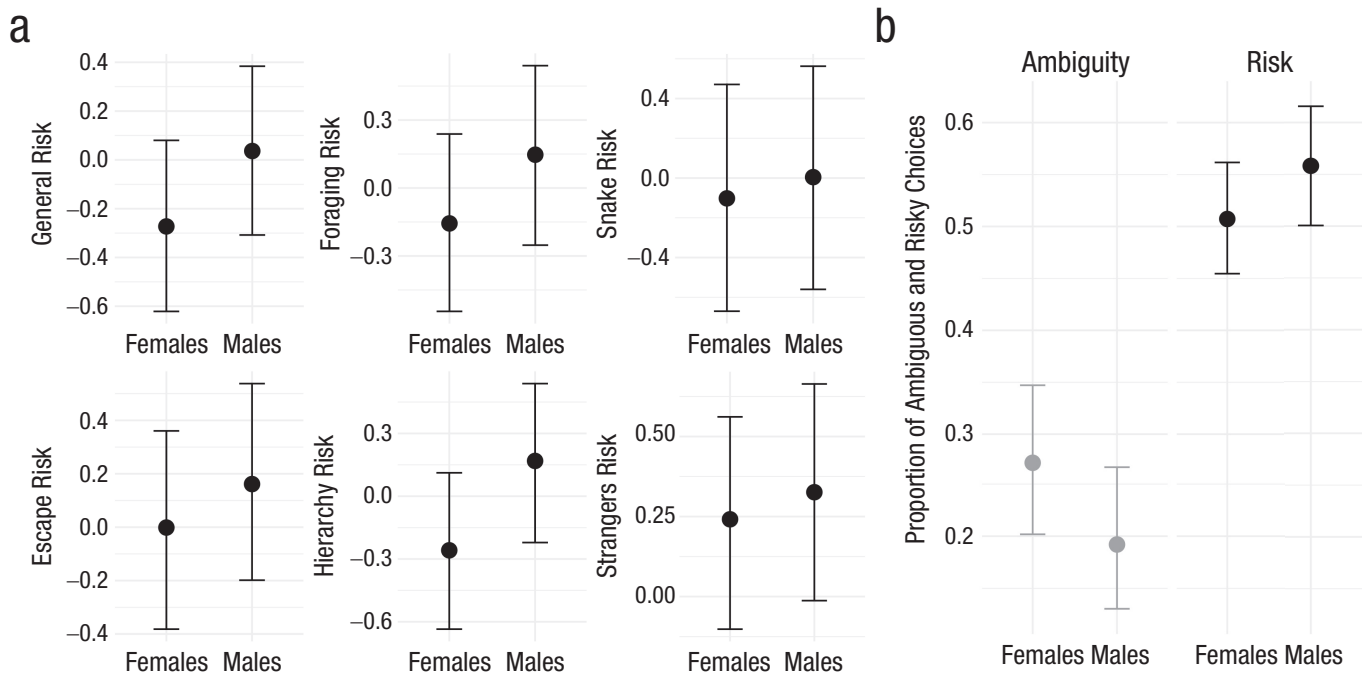 a
General Risk
0.4
0.2
0.0
−0.2
−0.4
−0.6
Females Males
Foraging Risk
0.3
0.0
−0.3
Females Males
Snake Risk
0.4
0.0
−0.4
Females Males
Escape Risk
0.4
0.2
0.0
−0.2
−0.4
Females Males
Hierarchy Risk
0.3
0.0
−0.3
−0.6
Females Males
Strangers Risk
0.50
0.25
0.00
Females Males
b
Ambiguity Risk
Proportion of Ambiguous and Risky Choices
0.6
0.5
0.4
0.3
0.2
Females Males Females Males